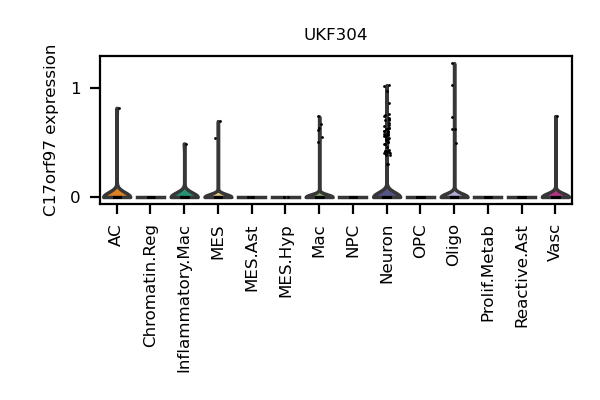 UKF304
C17orf97 expression
1
0
AC
Chromatin.Reg
Inflammatory.Mac
MES
MES.Ast
MES.Hyp
Mac
NPC
Neuron
OPC
Oligo
Prolif.Metab
Reactive.Ast
Vasc